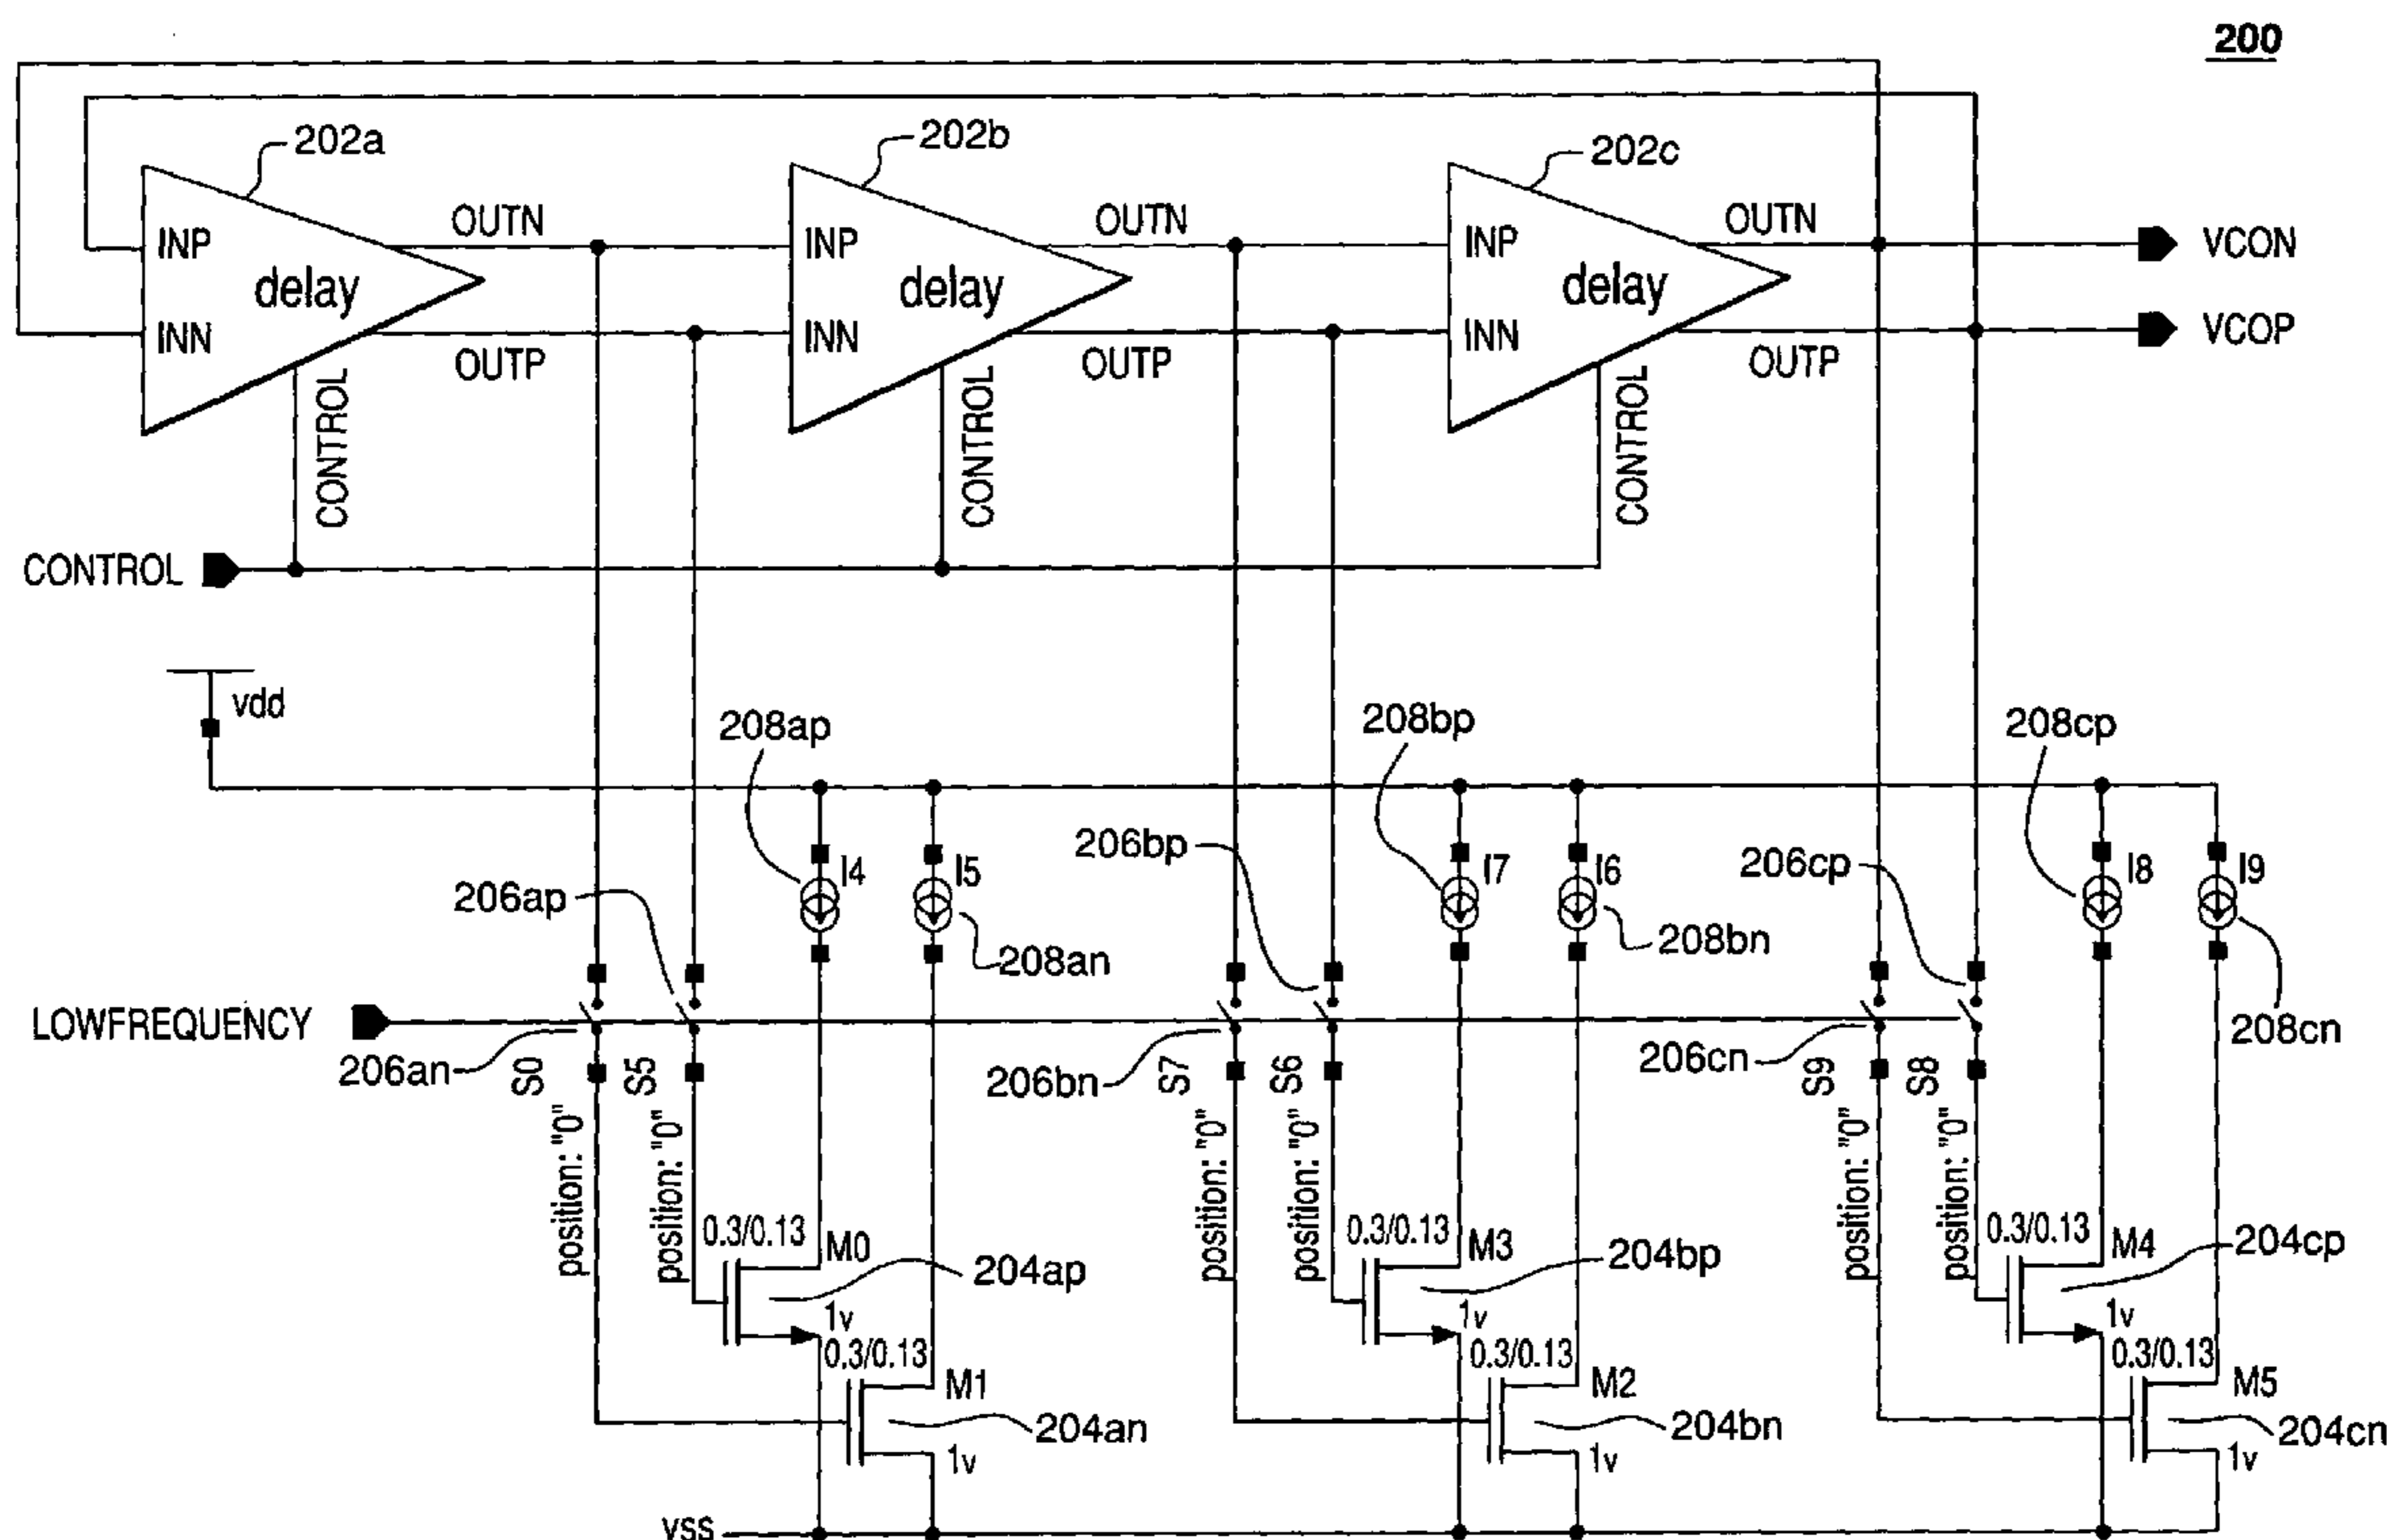 200
202a
202b
202c
OUTN
OUTN
OUTN
INP
INP
INP
VCON
delay
delay
delay
INN
INN
INN
VCOP
OUTP
OUTP
OUTP
CONTROL
CONTROL
CONTROL
CONTROL
vdd
208ap
208bp
208cp
206bp
206cp
I4
I5
I7
I6
I8
I9
206ap
208an
208bn
208cn
LOWFREQUENCY
206an
206bn
206cn
S0
S5
S7
S6
S9
S8
position: "0"
position: "0"
position: "0"
position: "0"
position: "0"
position: "0"
0.3/0.13
0.3/0.13
0.3/0.13
M0
M3
M4
204ap
204bp
204cp
1v
1v
1v
0.3/0.13
0.3/0.13
0.3/0.13
M1
M2
M5
204an
204bn
204cn
1v
1v
1v
vss